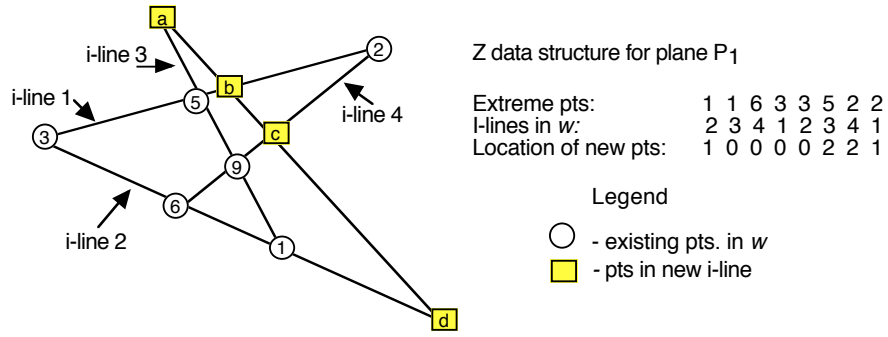 a
2
Z data structure for plane P1
i-line 3
b
i-line 1
5
Extreme pts: 1 1 6 3 3 5 2 2
i-line 4
I-lines in w: 2 3 4 1 2 3 4 1
c
3
Location of new pts: 1 0 0 0 0 2 2 1
9
Legend
6
i-line 2
1
- existing pts. in w
- pts in new i-line
d